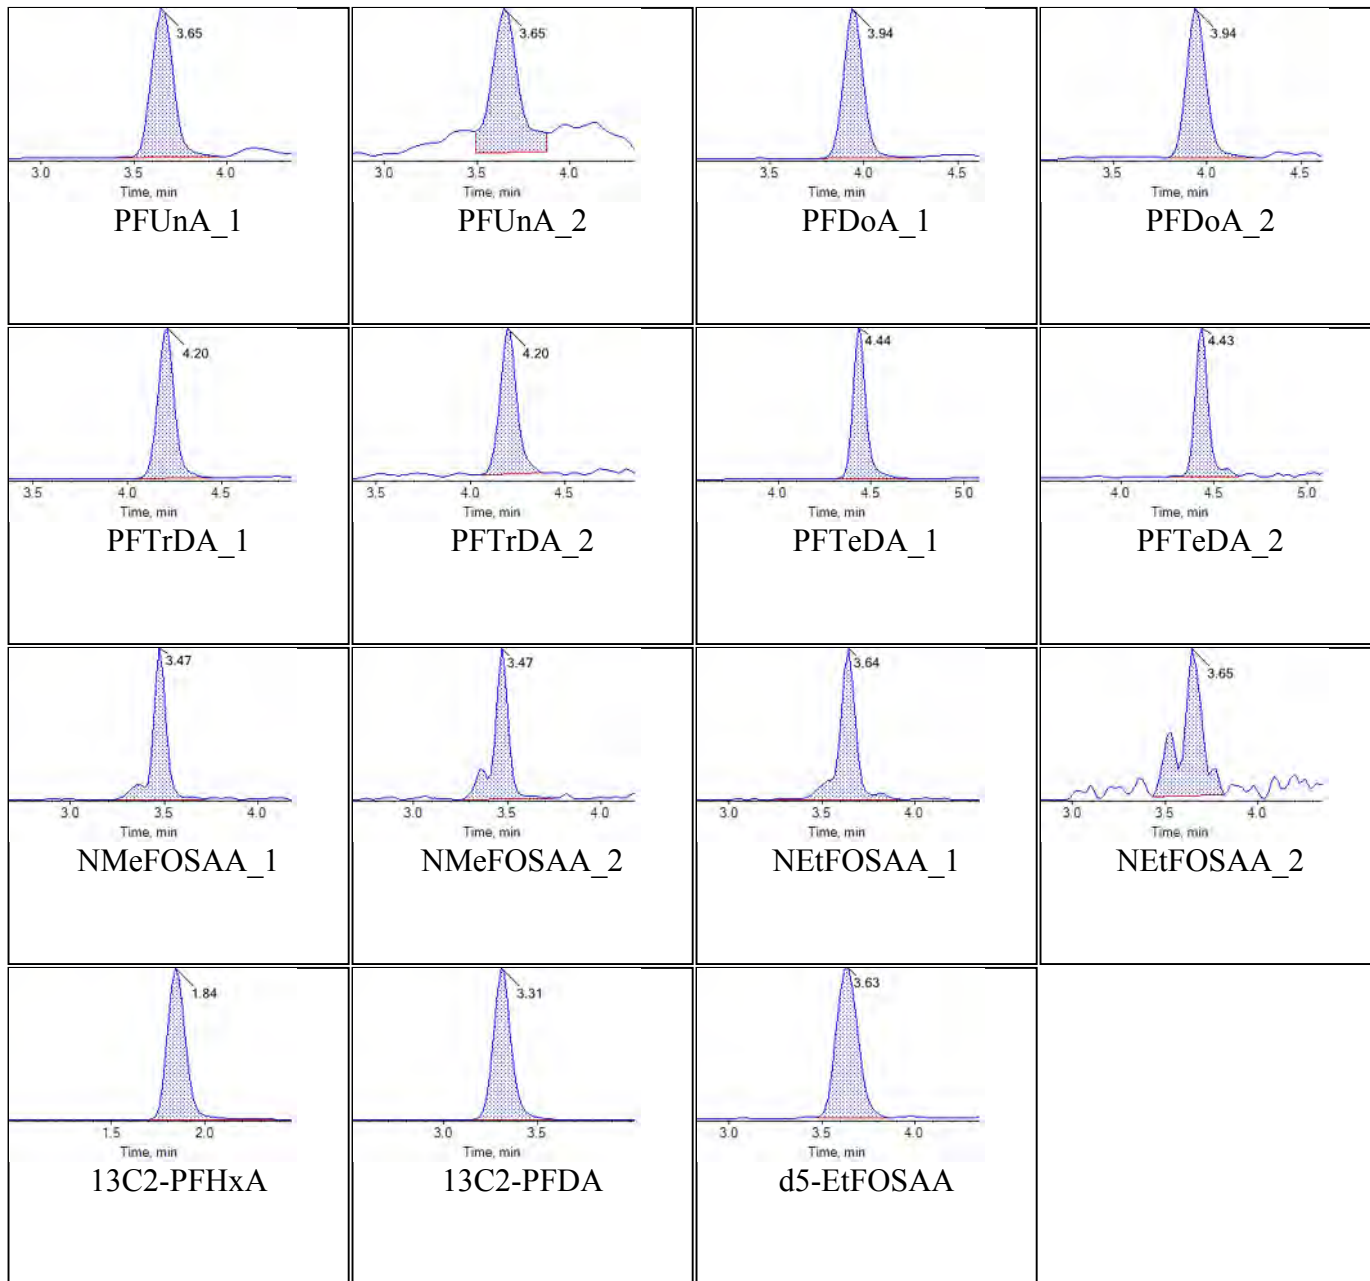 3.65
3.0 3.5 4.0
Time, min
PFUnA_1
3.65
3.0 3.5 4.0
Time, min
PFUnA_2
3.94
3.5 4.0 4.5
Time, min
PFDoA_1
3.94
3.5 4.0 4.5
Time, min
PFDoA_2
4.20
3.5 4.0 4.5
Time, min
PFTrDA_1
4.20
3.5 4.0 4.5
Time, min
PFTrDA_2
4.44
4.0 4.5 5.0
Time, min
PFTeDA_1
4.43
4.0 4.5 5.0
Time, min
PFTeDA_2
3.47
3.0 3.5 4.0
Time, min
NMeFOSAA_1
3.47
3.0 3.5 4.0
Time, min
NMeFOSAA_2
3.64
3.0 3.5 4.0
Time, min
NEtFOSAA_1
3.65
3.0 3.5 4.0
Time, min
NEtFOSAA_2
1.84
1.5 2.0
Time, min
13C2-PFHxA
3.31
3.0 3.5
Time, min
13C2-PFDA
3.63
3.0 3.5 4.0
Time, min
d5-EtFOSAA